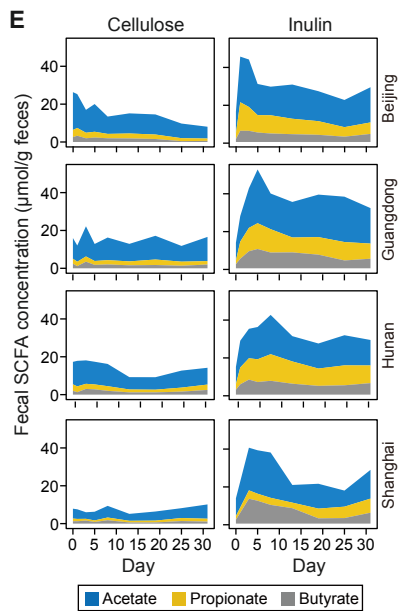 E
Cellulose
Inulin
Fecal SCFA concentration (μmol/g feces)
40
20
0
Beijing
40
20
0
Guangdong
40
20
0
Hunan
40
20
0
Shanghai
0 5 10 15 20 25 30
0 5 10 15 20 25 30
Day
Day
Acetate Propionate Butyrate